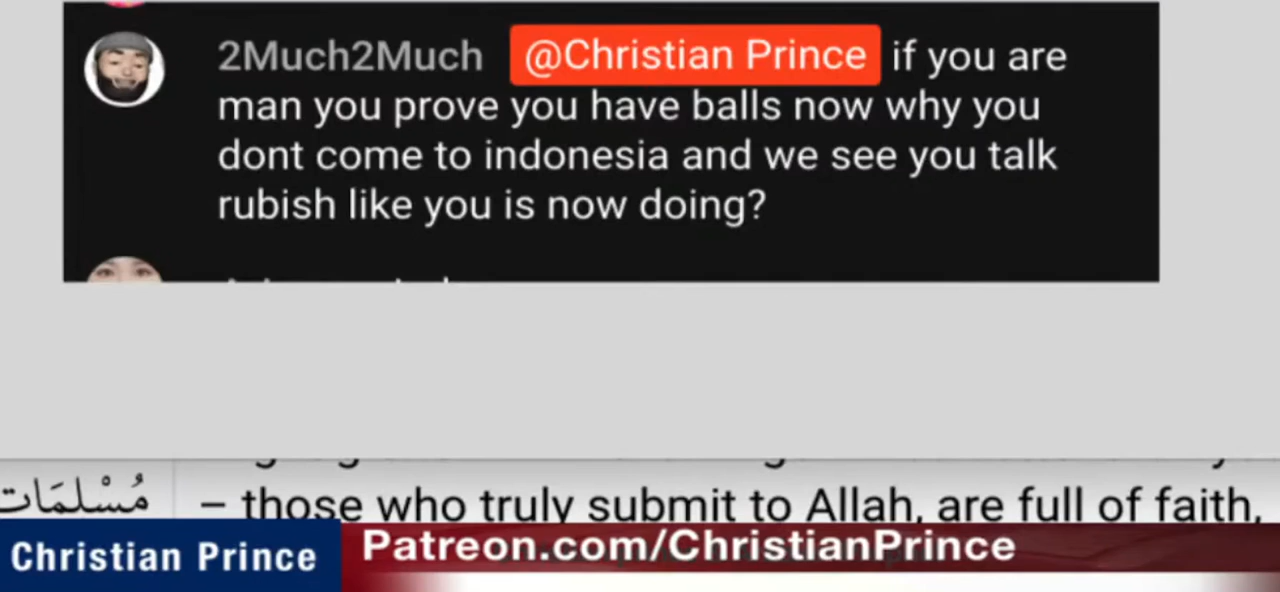 2Much2Much @Christian Prince if you are
man you prove you have balls now why you
dont come to indonesia and we see you talk
rubish like you is now doing?
مُسْلِمَات
– those who truly submit to Allah, are full of faith,
Christian Prince
Patreon.com/ChristianPrince